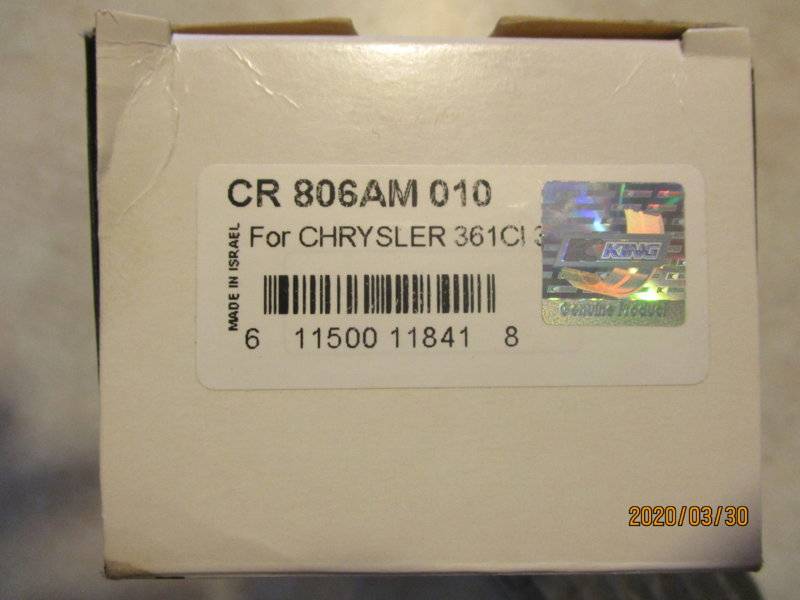 CR 806AM 010
MADE IN ISRAEL
For CHRYSLER 361CI 3
KING
Genuine Product
6 11500 11841 8
2020/03/30